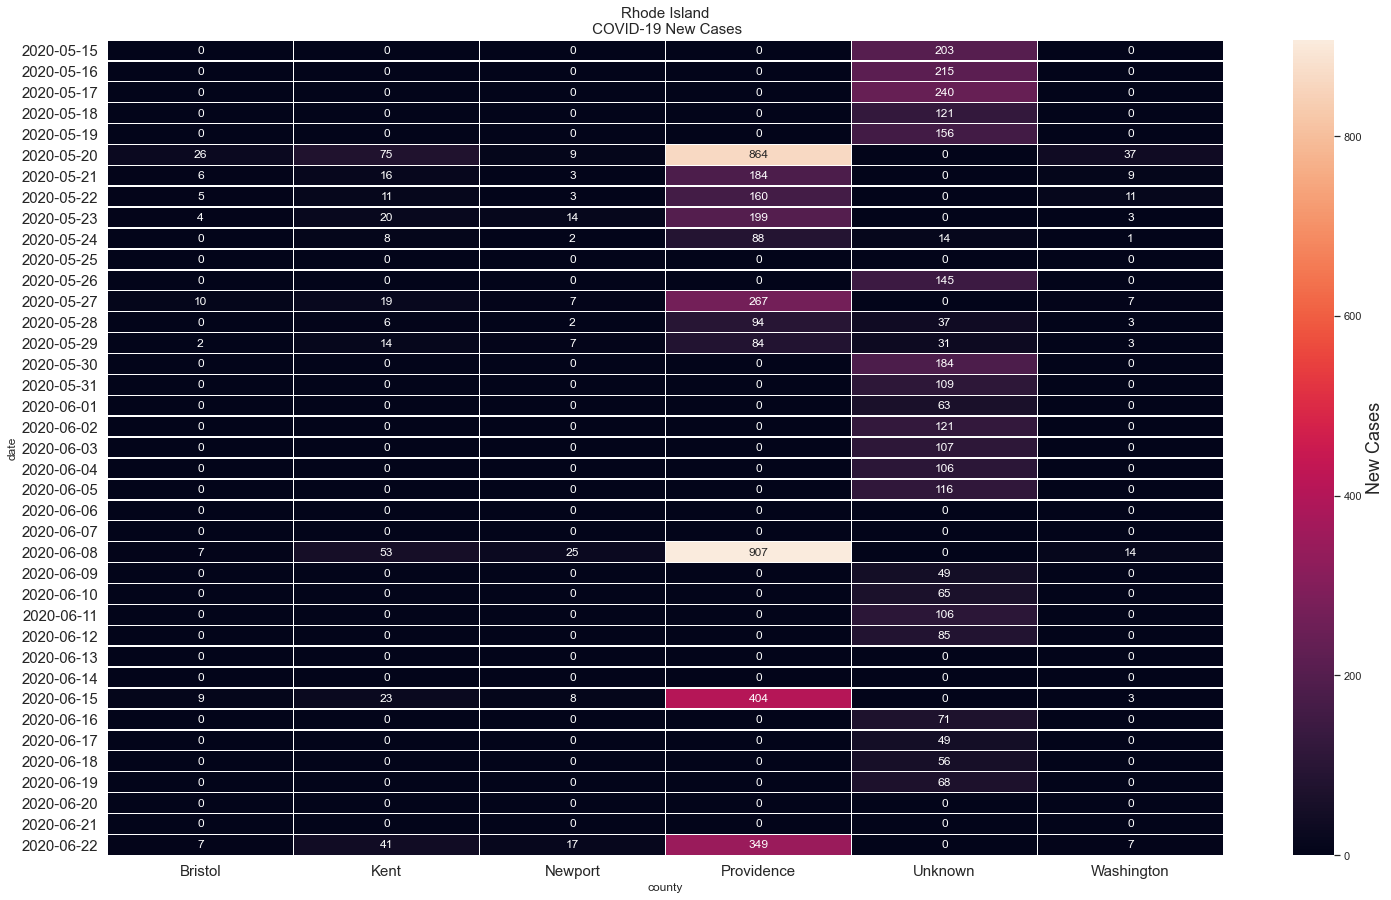 Rhode Island
COVID-19 New Cases
2020-05-15 0 0 0 0 203 0
2020-05-16 0 0 0 0 215 0
2020-05-17 0 0 0 0 240 0
2020-05-18 0 0 0 0 121 0
2020-05-19 0 0 0 0 156 0
2020-05-20 26 75 9 864 0 37
2020-05-21 6 16 3 184 0 9
2020-05-22 5 11 3 160 0 11
2020-05-23 4 20 14 199 0 3
2020-05-24 0 8 2 88 14 1
2020-05-25 0 0 0 0 0 0
2020-05-26 0 0 0 0 145 0
2020-05-27 10 19 7 267 0 7
2020-05-28 0 6 2 94 37 3
2020-05-29 2 14 7 84 31 3
2020-05-30 0 0 0 0 184 0
2020-05-31 0 0 0 0 109 0
2020-06-01 0 0 0 0 63 0
2020-06-02 0 0 0 0 121 0
2020-06-03 0 0 0 0 107 0
2020-06-04 0 0 0 0 106 0
2020-06-05 0 0 0 0 116 0
2020-06-06 0 0 0 0 0 0
2020-06-07 0 0 0 0 0 0
2020-06-08 7 53 25 907 0 14
2020-06-09 0 0 0 0 49 0
2020-06-10 0 0 0 0 65 0
2020-06-11 0 0 0 0 106 0
2020-06-12 0 0 0 0 85 0
2020-06-13 0 0 0 0 0 0
2020-06-14 0 0 0 0 0 0
2020-06-15 9 23 8 404 0 3
2020-06-16 0 0 0 0 71 0
2020-06-17 0 0 0 0 49 0
2020-06-18 0 0 0 0 56 0
2020-06-19 0 0 0 0 68 0
2020-06-20 0 0 0 0 0 0
2020-06-21 0 0 0 0 0 0
2020-06-22 7 41 17 349 0 7
Bristol Kent Newport Providence Unknown Washington
county
date
800
600
400
200
0
New Cases